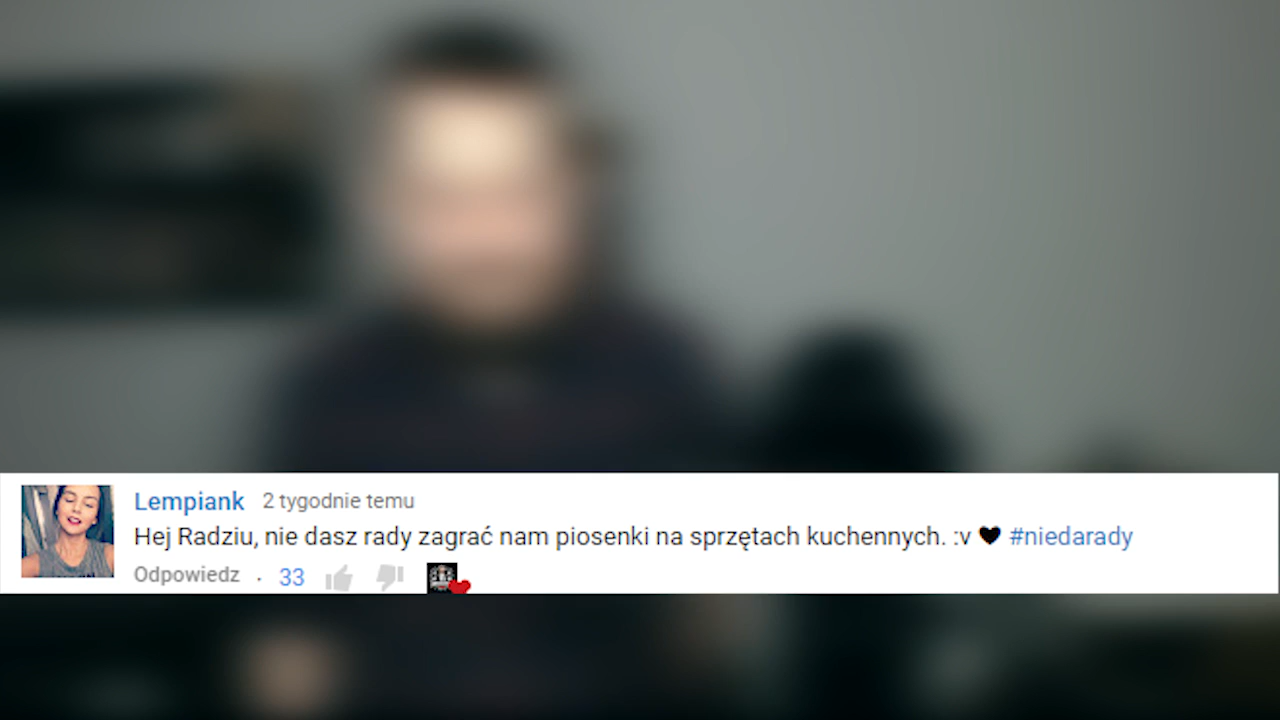 Lempiank 2 tygodnie temu
Hej Radziu, nie dasz rady zagrać nam piosenki na sprzętach kuchennych. :v 🖤 #niedarady
Odpowiedz · 33